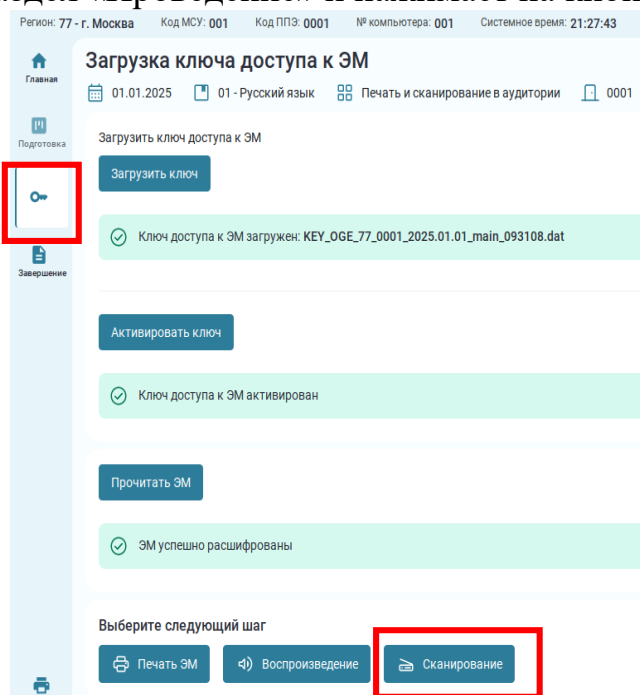 Регион: 77 - г. Москва Код МСУ: 001 Код ППЭ: 0001 № компьютера: 001 Системное время: 21:27:43
Главная
Загрузка ключа доступа к ЭМ
01.01.2025 01 - Русский язык Печать и сканирование в аудитории 0001
Подготовка
Загрузить ключ доступа к ЭМ
Загрузить ключ
Ключ доступа к ЭМ загружен: KEY_OGE_77_0001_2025.01.01_main_093108.dat
Завершение
Активировать ключ
Ключ доступа к ЭМ активирован
Прочитать ЭМ
ЭМ успешно расшифрованы
Выберите следующий шаг
Печать ЭМ Воспроизведение Сканирование